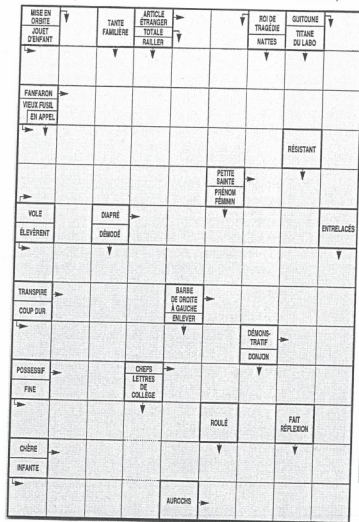 MISE EN
ORBITE
JOUET
D'ENFANT
TANTE
FAMILIÈRE
ARTICLE
ÉTRANGER
TOTALE
RAILLER
ROI DE
TRAGÉDIE
NATTES
GUITOUNE
TITANE
DU LABO
FANFARON
VIEUX FUSIL
EN APPEL
RÉSISTANT
PETITE
SAINTE
PRÉNOM
FÉMININ
VOLE
ÉLEVÈRENT
DIAPRÉ
DÉMODÉ
ENTRELACÉS
TRANSPIRE
COUP DUR
BARBE
DE DROITE
À GAUCHE
ENLEVER
DÉMONS-
TRATIF
DONJON
POSSESSIF
FINE
CHEFS
LETTRES
DE
COLLÈGE
ROULÉ
FAIT
RÉFLEXION
CHÈRE
INFANTE
AUROCHS